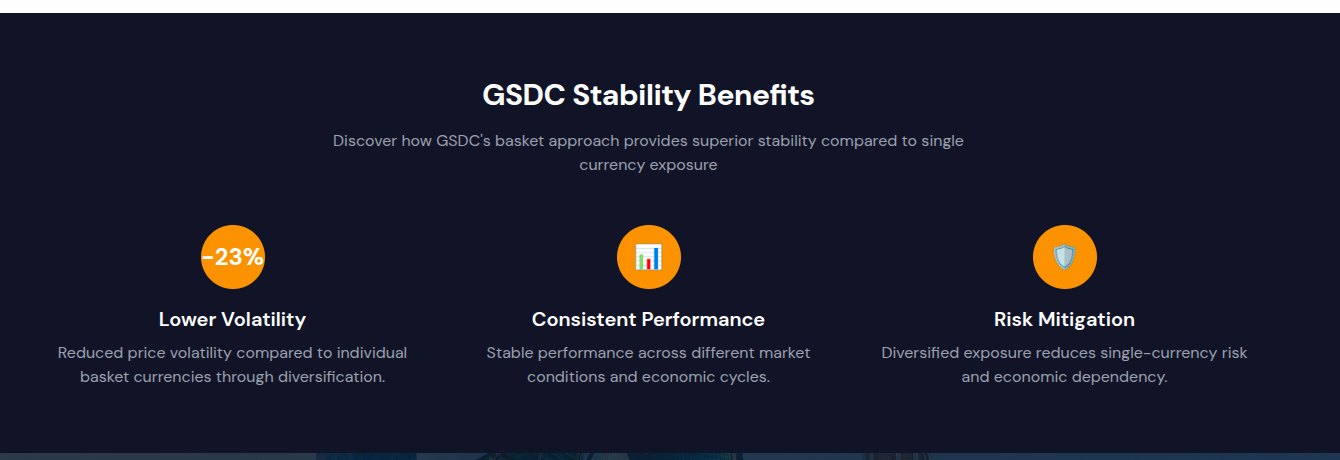 GSDC Stability Benefits
Discover how GSDC's basket approach provides superior stability compared to single
currency exposure
-23%
Lower Volatility
Reduced price volatility compared to individual
basket currencies through diversification.
Consistent Performance
Stable performance across different market
conditions and economic cycles.
Risk Mitigation
Diversified exposure reduces single-currency risk
and economic dependency.